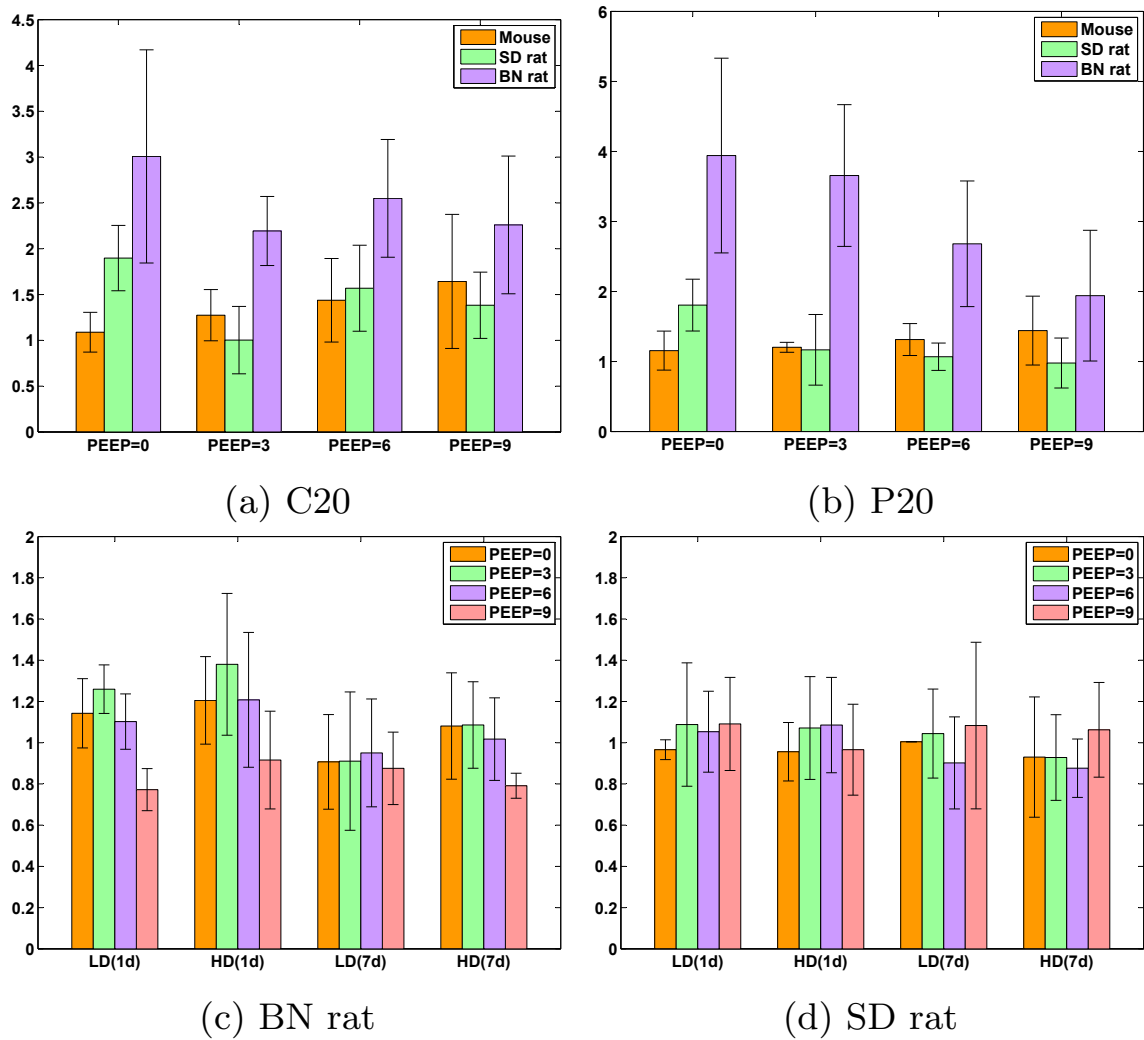 4.5
4
3.5
3
2.5
2
1.5
1
0.5
0
Mouse
SD rat
BN rat
PEEP=0 PEEP=3 PEEP=6 PEEP=9
(a) C20
6
5
4
3
2
1
0
Mouse
SD rat
BN rat
PEEP=0 PEEP=3 PEEP=6 PEEP=9
(b) P20
2
1.8
1.6
1.4
1.2
1
0.8
0.6
0.4
0.2
0
PEEP=0
PEEP=3
PEEP=6
PEEP=9
LD(1d) HD(1d) LD(7d) HD(7d)
(c) BN rat
2
1.8
1.6
1.4
1.2
1
0.8
0.6
0.4
0.2
0
PEEP=0
PEEP=3
PEEP=6
PEEP=9
LD(1d) HD(1d) LD(7d) HD(7d)
(d) SD rat